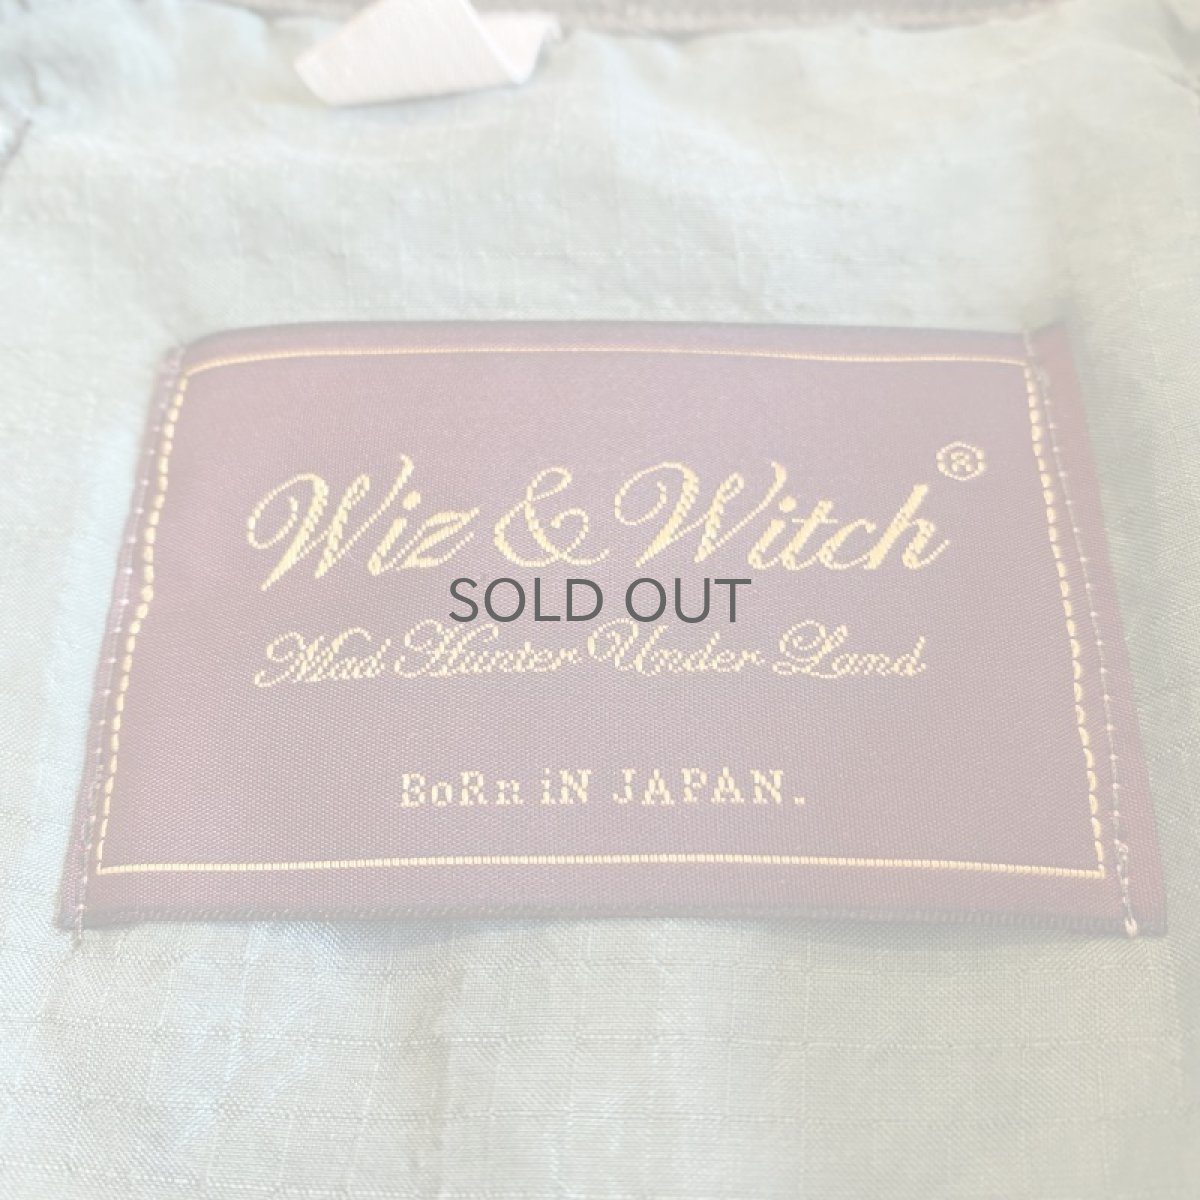 Wiz & Witch®
SOLD OUT
Mad Hunter Under Land.
BoRn iN JAPAN.